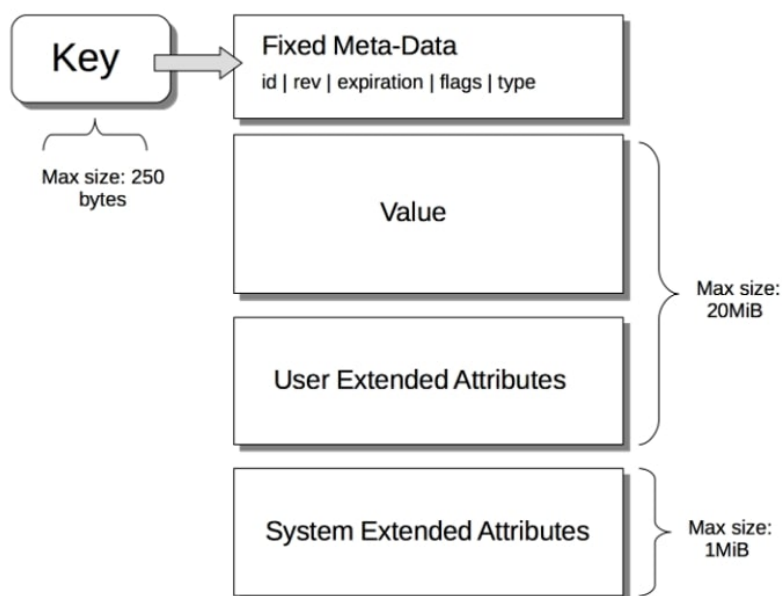 Key
Fixed Meta-Data
id | rev | expiration | flags | type
Max size: 250
bytes
Value
Max size:
20MiB
User Extended Attributes
System Extended Attributes
Max size:
1MiB